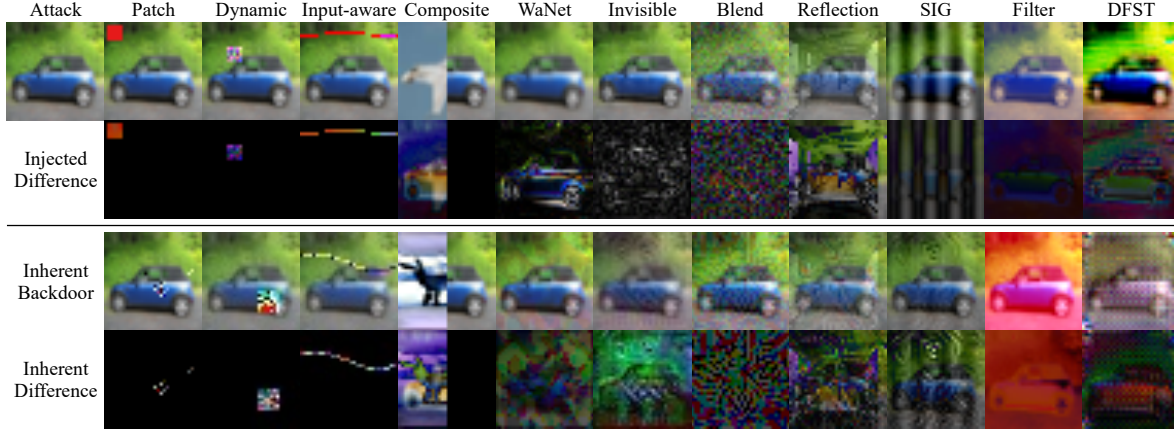 Attack Patch Dynamic Input-aware Composite WaNet Invisible Blend Reflection SIG Filter DFST
Injected
Difference
Inherent
Backdoor
Inherent
Difference